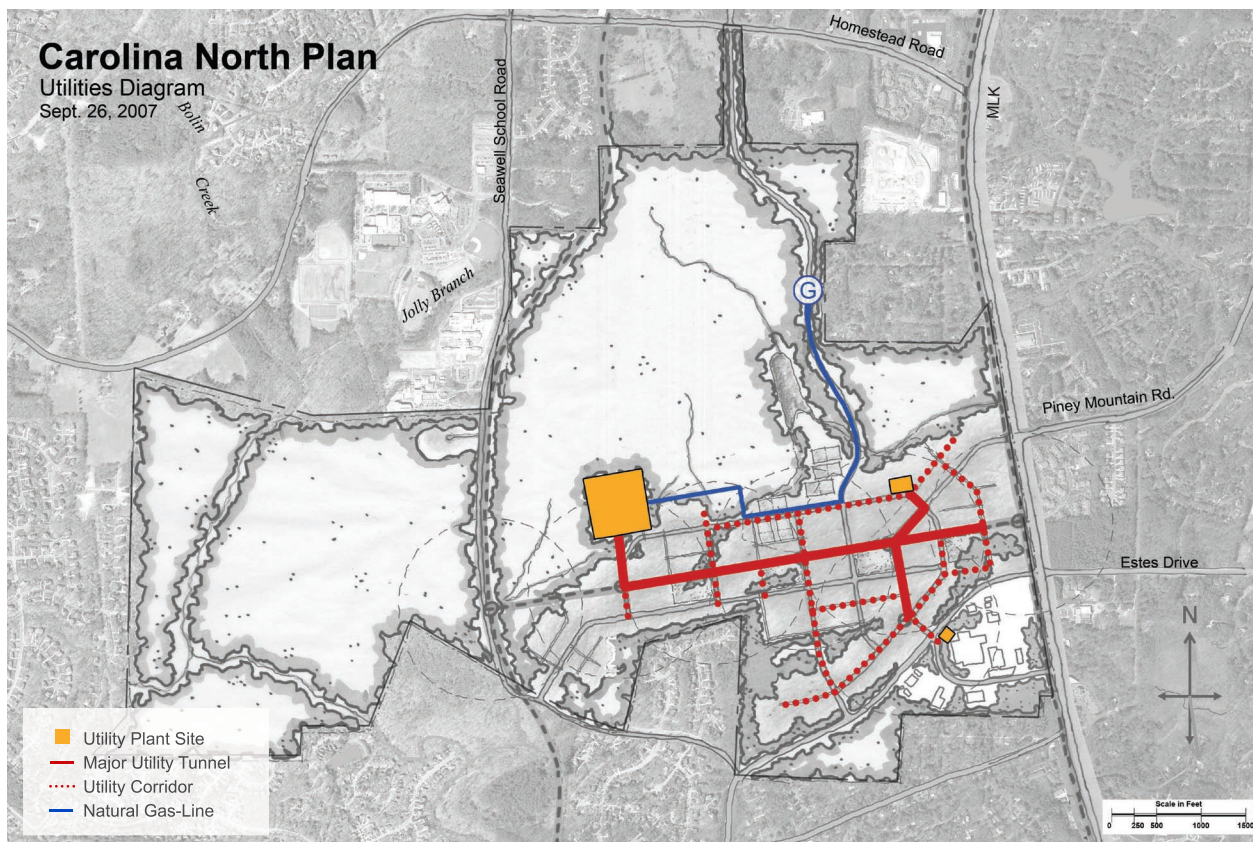 Carolina North Plan
Utilities Diagram
Sept. 26, 2007
Homestead Road
MLK
Seawell School Road
Bolin
Creek
Jolly Branch
G
Piney Mountain Rd.
Estes Drive
N
Utility Plant Site
Major Utility Tunnel
Utility Corridor
Natural Gas-Line
Scale in Feet
0 250 500 1000 1500